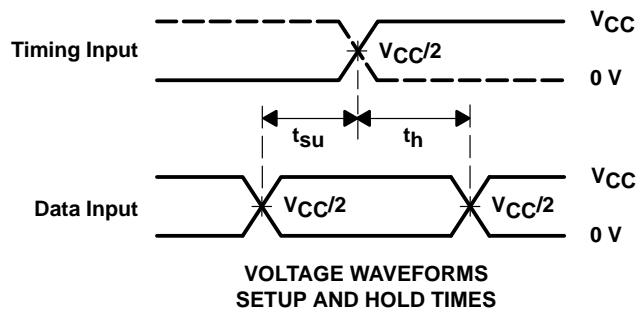 VCC
Timing Input
VCC/2
0 V
tsu
th
VCC
Data Input
VCC/2
VCC/2
0 V
VOLTAGE WAVEFORMS
SETUP AND HOLD TIMES